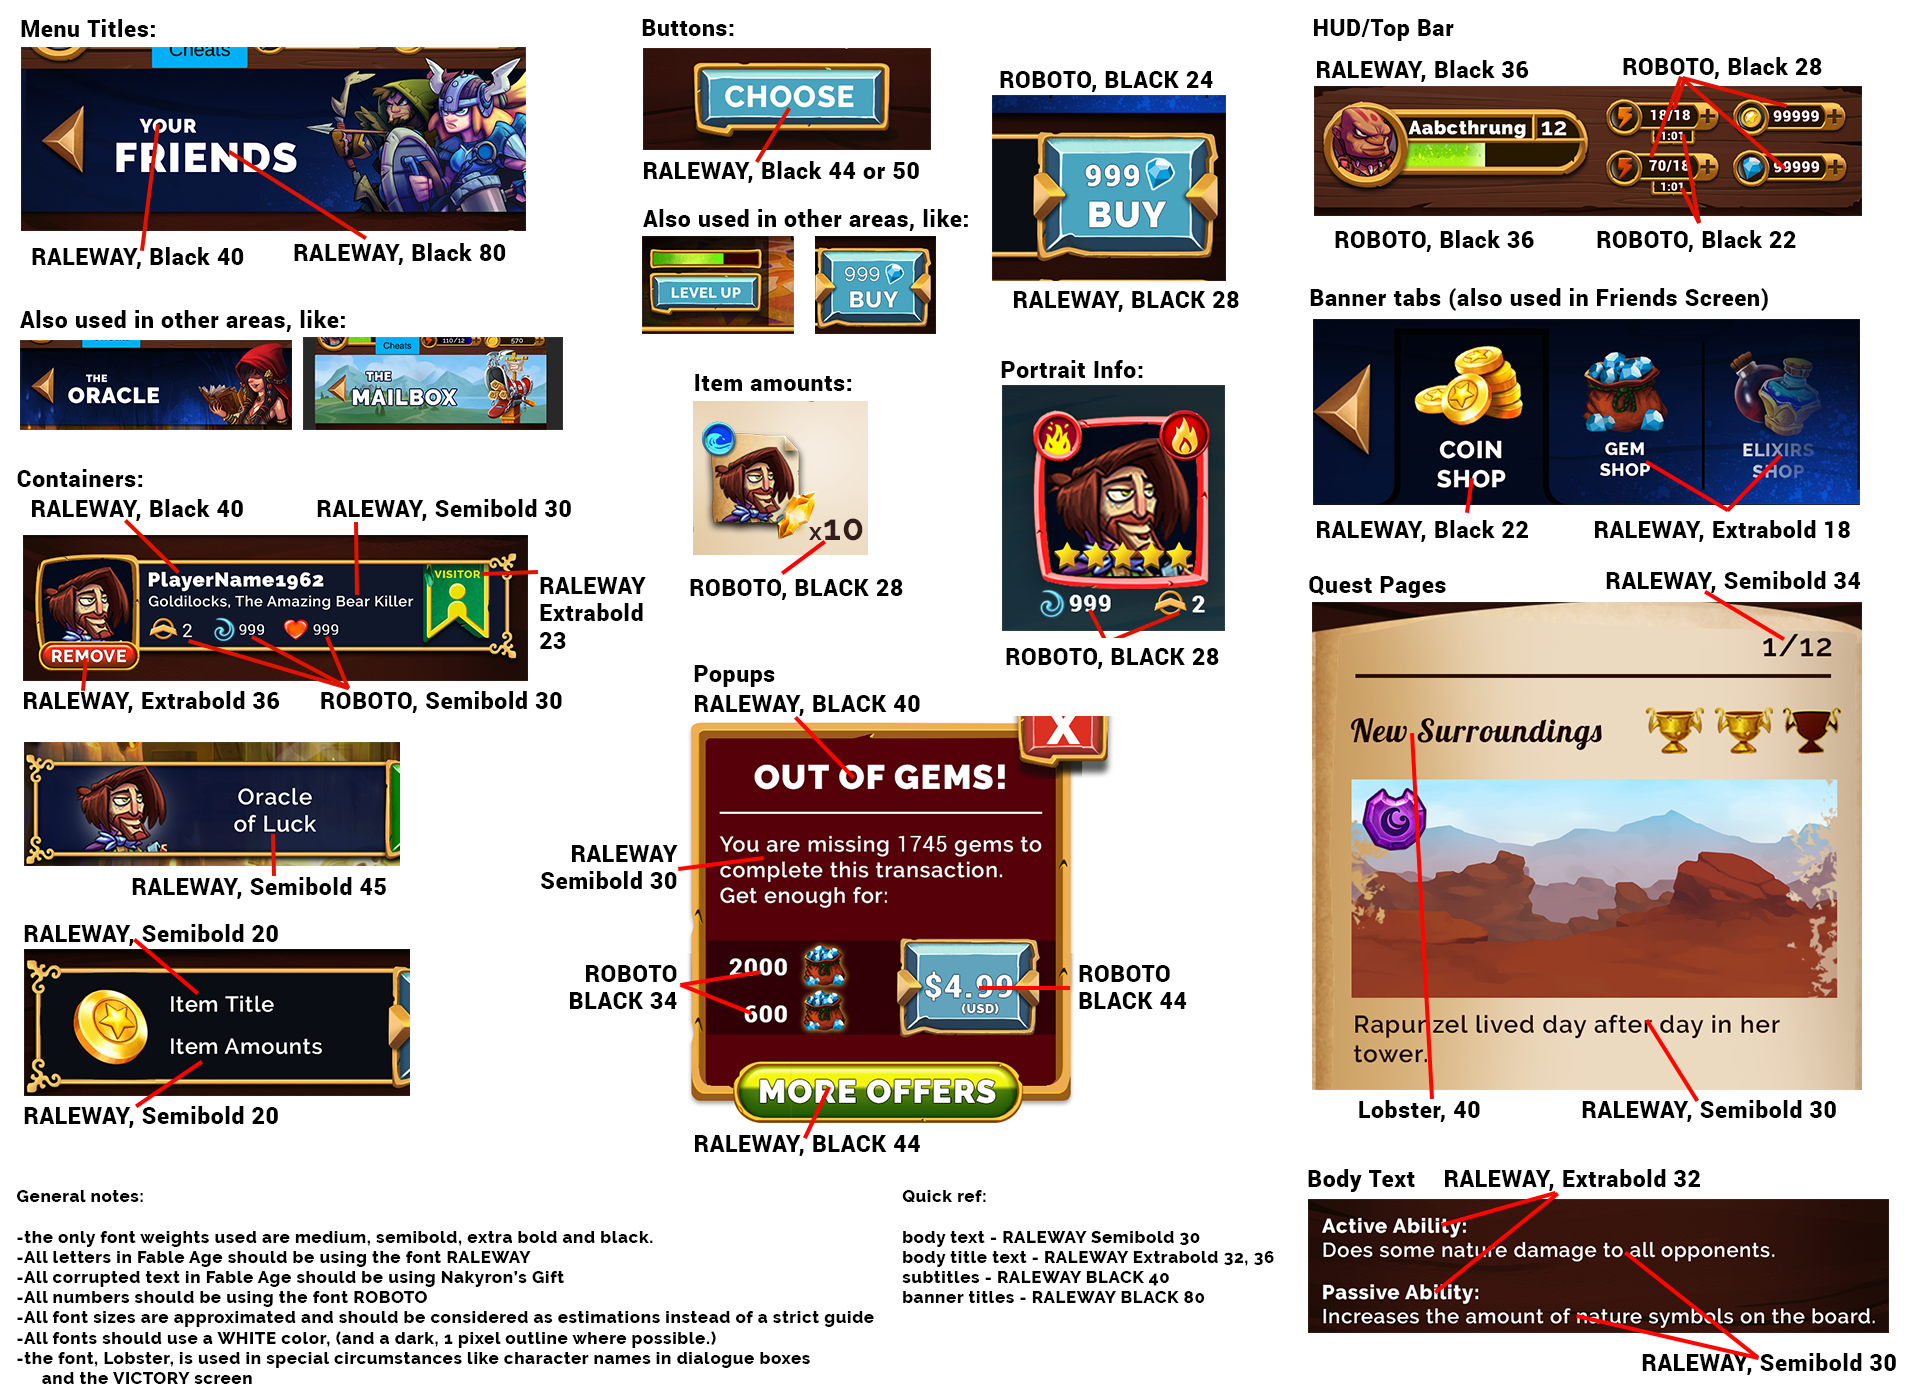 Menu Titles:
Cheats
YOUR
FRIENDS
RALEWAY, Black 40
RALEWAY, Black 80
Also used in other areas, like:
THE
ORACLE
Cheats
110/12
570
THE
MAILBOX
Containers:
RALEWAY, Black 40
RALEWAY, Semibold 30
PlayerName1962
Goldilocks, The Amazing Bear Killer
2
999
999
VISITOR
REMOVE
RALEWAY
Extrabold
23
RALEWAY, Extrabold 36
ROBOTO, Semibold 30
Oracle
of Luck
RALEWAY, Semibold 45
RALEWAY, Semibold 20
Item Title
Item Amounts
RALEWAY, Semibold 20
Buttons:
CHOOSE
RALEWAY, Black 44 or 50
Also used in other areas, like:
LEVEL UP
999
BUY
ROBOTO, BLACK 24
999
BUY
RALEWAY, BLACK 28
Item amounts:
x10
ROBOTO, BLACK 28
Portrait Info:
999
2
ROBOTO, BLACK 28
Popups
RALEWAY, BLACK 40
X
OUT OF GEMS!
You are missing 1745 gems to
complete this transaction.
Get enough for:
RALEWAY
Semibold 30
2000
600
ROBOTO
BLACK 34
$4.99
(USD)
ROBOTO
BLACK 44
MORE OFFERS
RALEWAY, BLACK 44
HUD/Top Bar
RALEWAY, Black 36
ROBOTO, Black 28
Aabcthrung
12
18/18
1:01
99999
70/18
1:01
99999
ROBOTO, Black 36
ROBOTO, Black 22
Banner tabs (also used in Friends Screen)
COIN
SHOP
GEM
SHOP
ELIXIRS
SHOP
RALEWAY, Black 22
RALEWAY, Extrabold 18
Quest Pages
RALEWAY, Semibold 34
1/12
New Surroundings
Rapunzel lived day after day in her
tower.
Lobster, 40
RALEWAY, Semibold 30
Body Text
RALEWAY, Extrabold 32
Active Ability:
Does some nature damage to all opponents.
Passive Ability:
Increases the amount of nature symbols on the board.
RALEWAY, Semibold 30
General notes:
-the only font weights used are medium, semibold, extra bold and black.
-All letters in Fable Age should be using the font RALEWAY
-All corrupted text in Fable Age should be using Nakyron's Gift
-All numbers should be using the font ROBOTO
-All font sizes are approximated and should be considered as estimations instead of a strict guide
-All fonts should use a WHITE color, (and a dark, 1 pixel outline where possible.)
-the font, Lobster, is used in special circumstances like character names in dialogue boxes
and the VICTORY screen
Quick ref:
body text - RALEWAY Semibold 30
body title text - RALEWAY Extrabold 32, 36
subtitles - RALEWAY BLACK 40
banner titles - RALEWAY BLACK 80